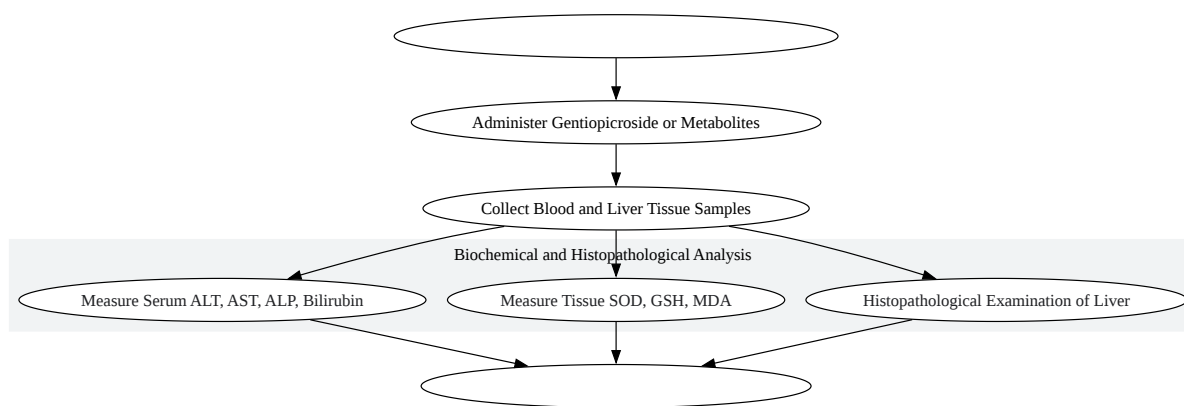 Administer Gentiopicroside or Metabolites
Collect Blood and Liver Tissue Samples
Biochemical and Histopathological Analysis
Measure Serum ALT, AST, ALP, Bilirubin
Measure Tissue SOD, GSH, MDA
Histopathological Examination of Liver